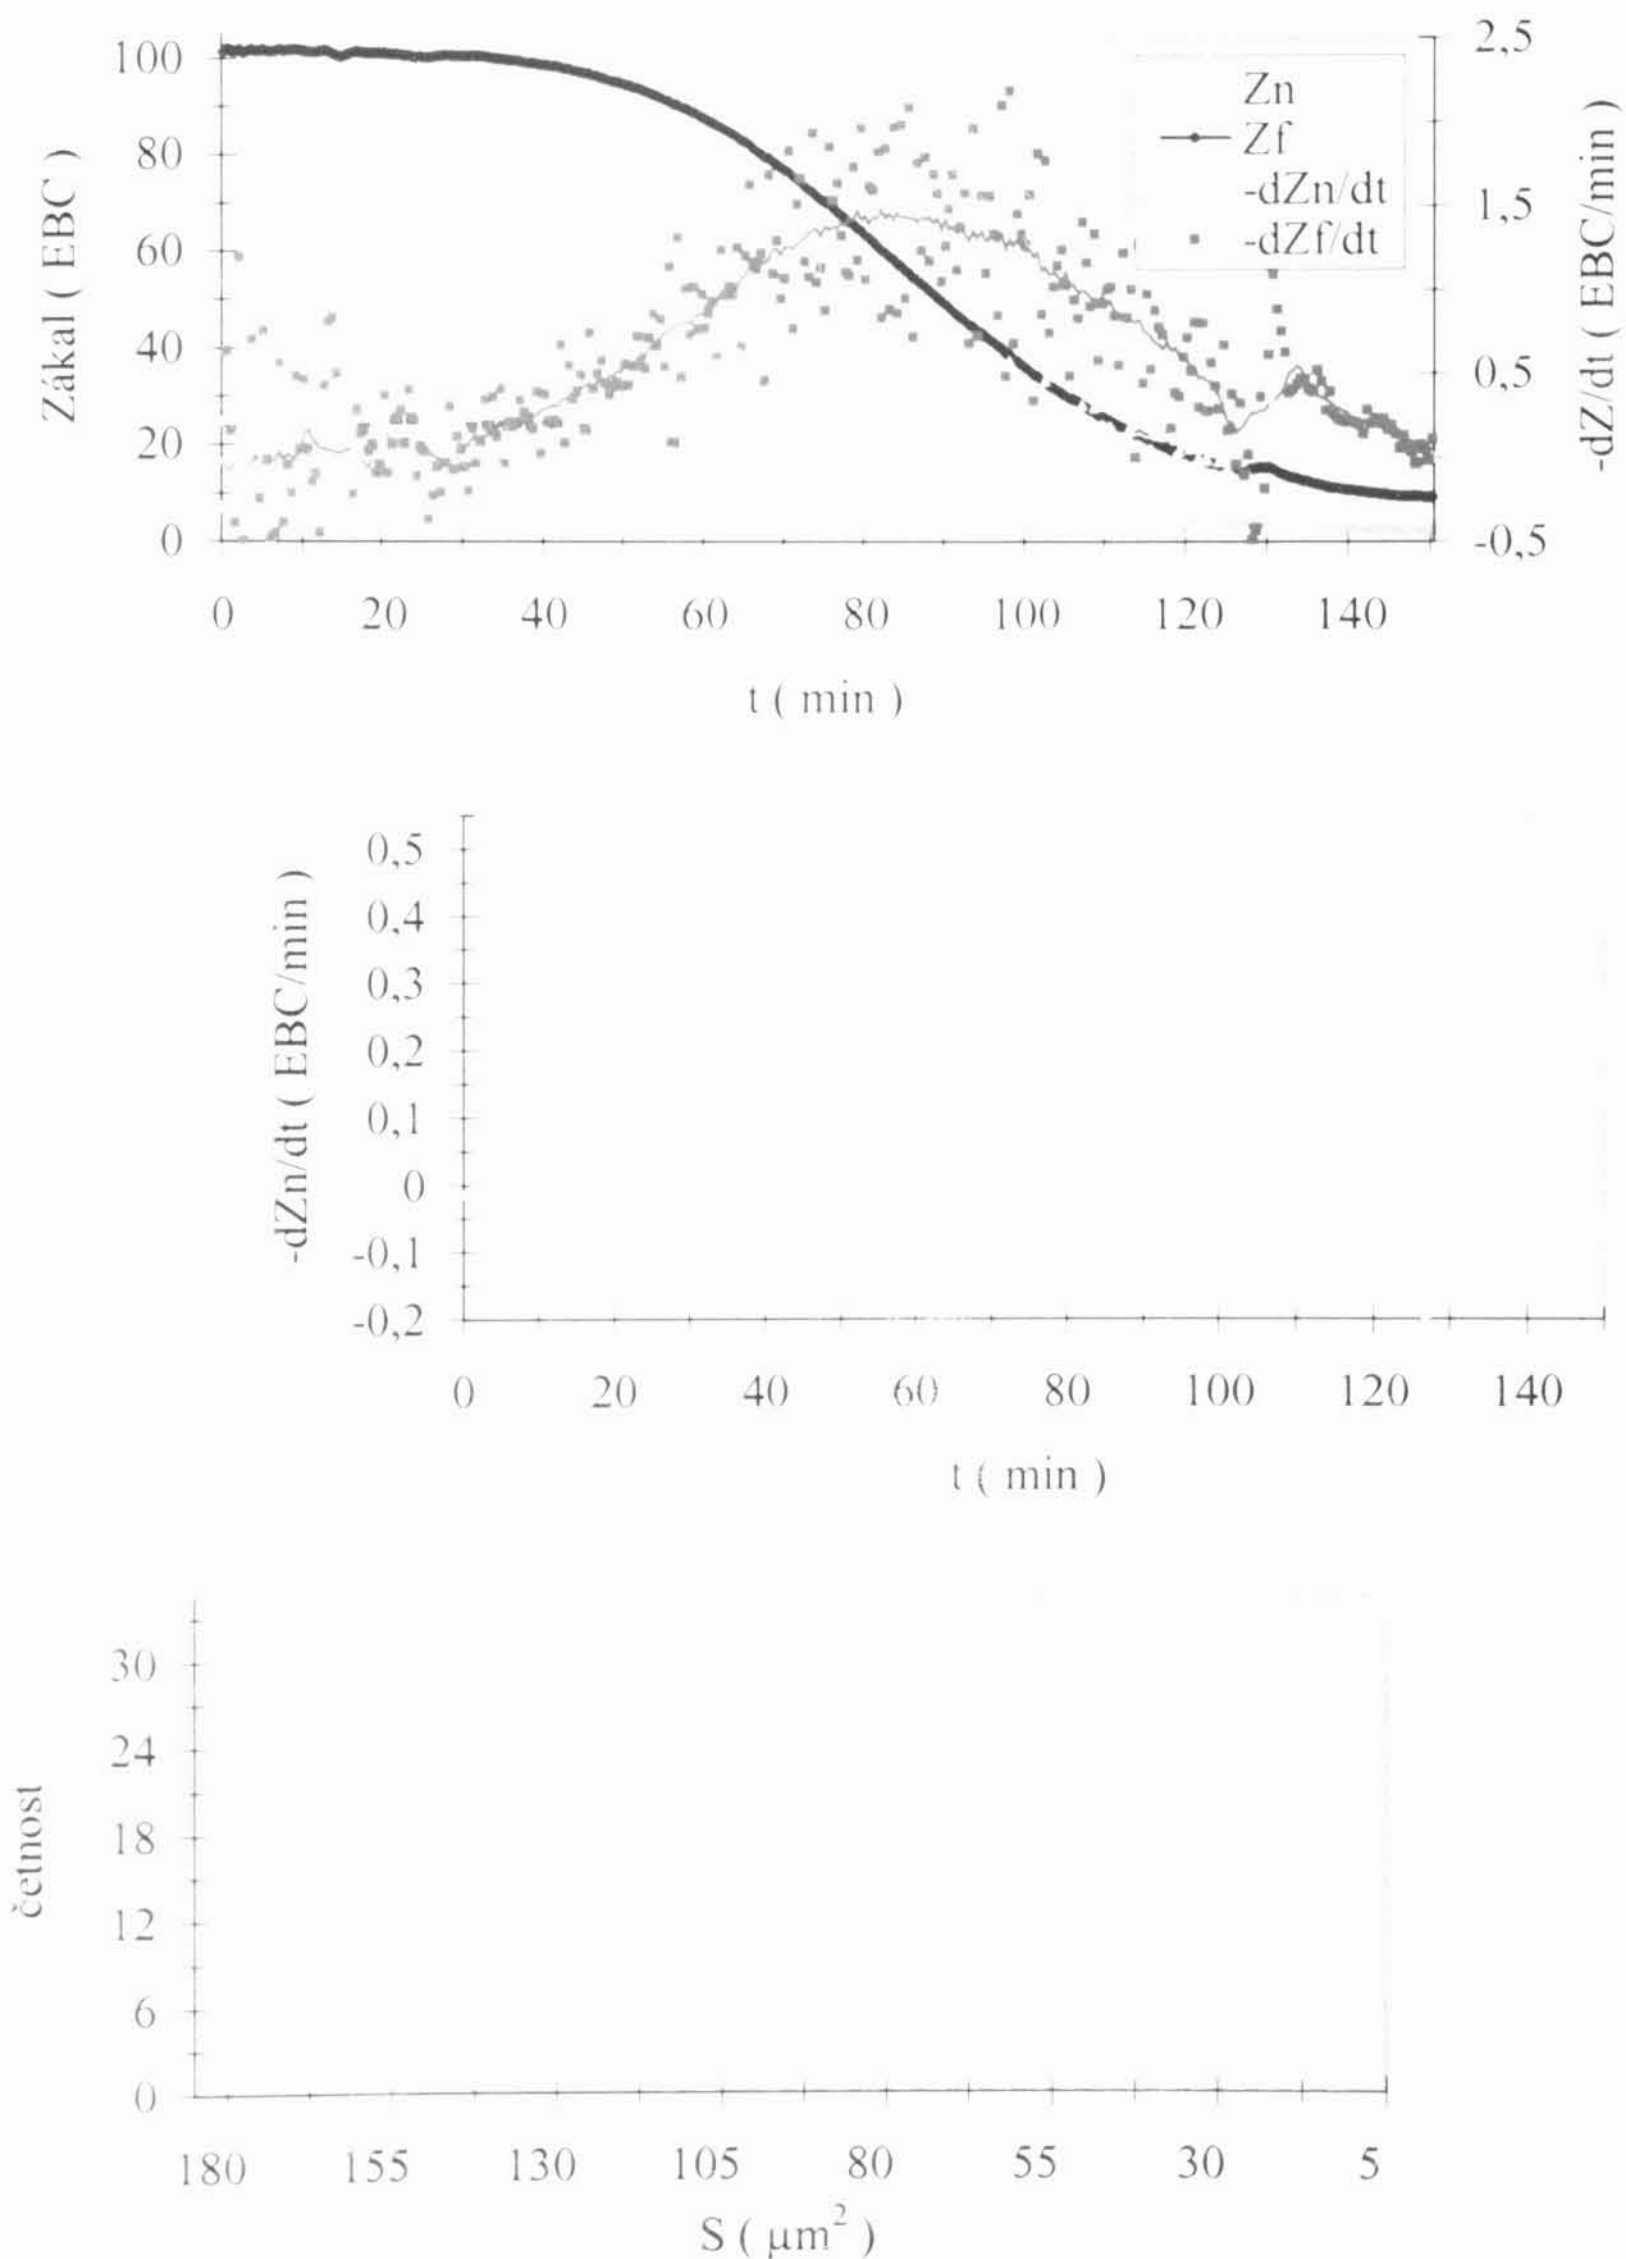 Zákal ( EBC )
100
80
60
40
20
0
Zn
Zf
-dZn/dt
-dZf/dt
2,5
1,5
0,5
-0,5
-dZ/dt ( EBC/min )
0 20 40 60 80 100 120 140
t ( min )
-dZn/dt ( EBC/min )
0,5
0,4
0,3
0,2
0,1
0
-0,1
-0,2
0 20 40 60 80 100 120 140
t ( min )
četnost
30
24
18
12
6
0
180 155 130 105 80 55 30 5
S ( μm² )